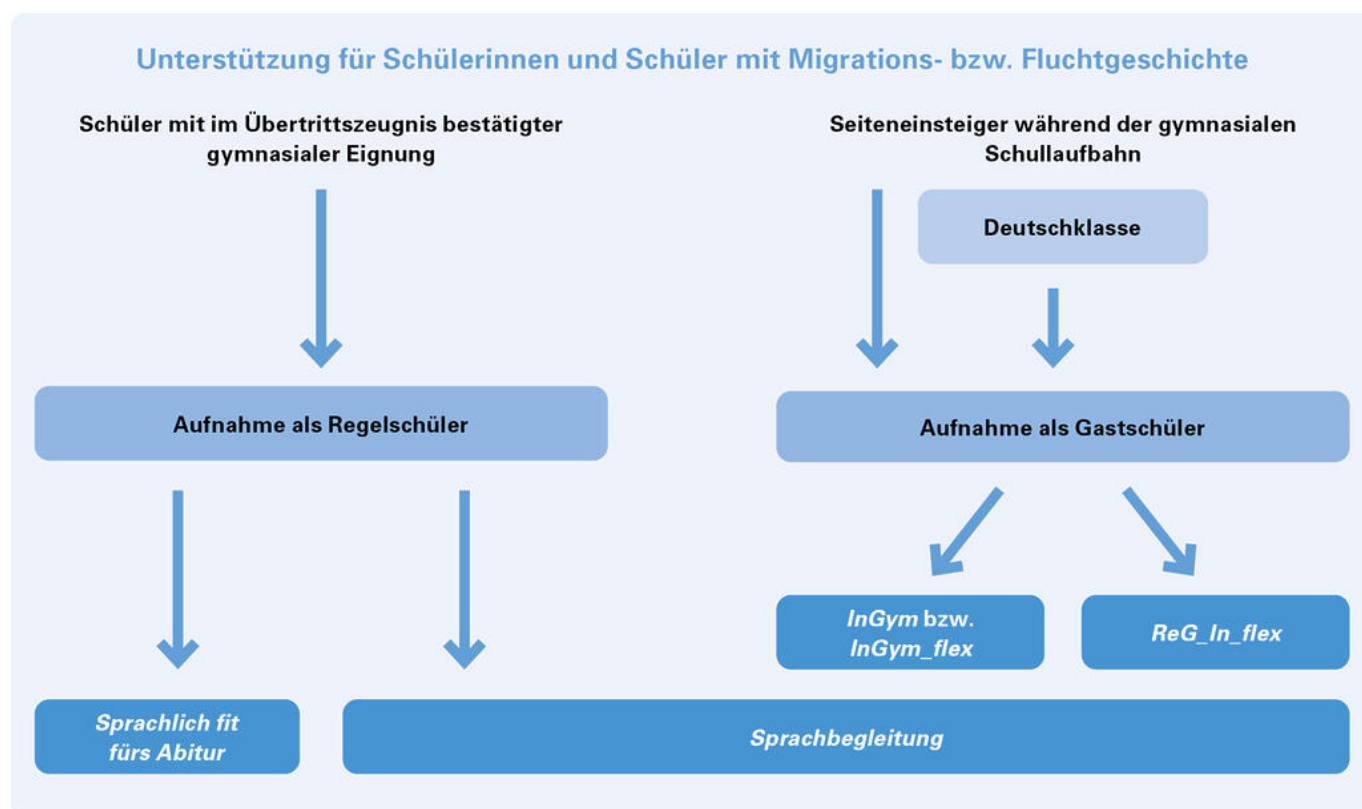 Unterstützung für Schülerinnen und Schüler mit Migrations- bzw. Fluchtgeschichte
Schüler mit im Übertrittszeugnis bestätigter
gymnasialer Eignung
Seiteneinsteiger während der gymnasialen
Schullaufbahn
Deutschklasse
Aufnahme als Regelschüler
Aufnahme als Gastschüler
InGym bzw.
InGym_flex
ReG_In_flex
Sprachlich fit
fürs Abitur
Sprachbegleitung